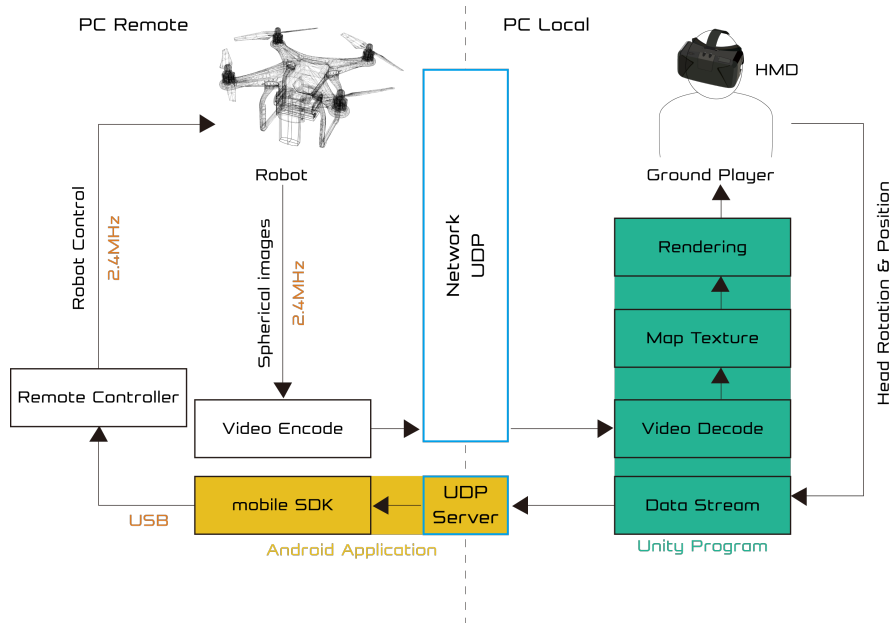 PC Remote
PC Local
HMD
Robot
Ground Player
Robot Control
2.4MHz
Spherical images
2.4MHz
Network
UDP
Rendering
Map Texture
Head Rotation & Position
Remote Controller
Video Encode
Video Decode
mobile SDK
UDP
Server
Data Stream
USB
Android Application
Unity Program